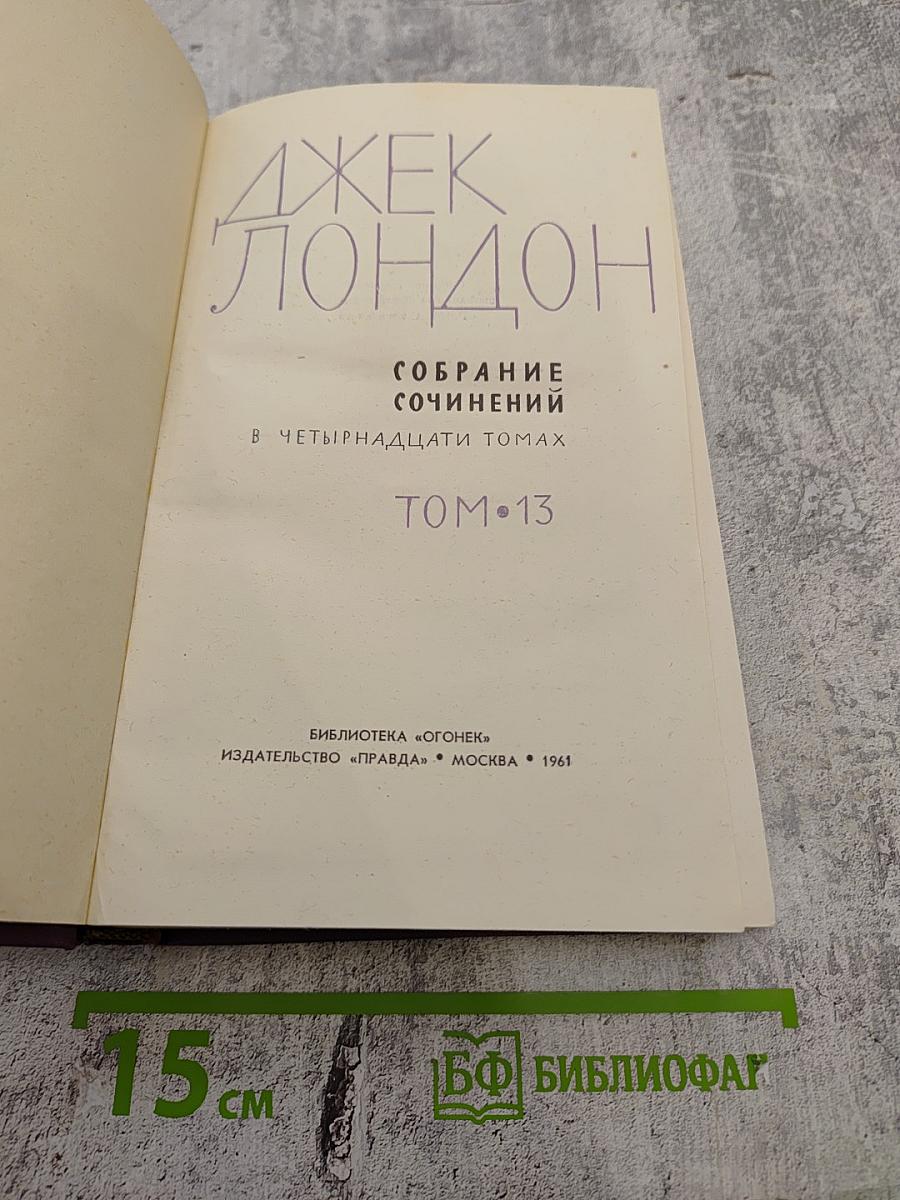 ДЖЕК
ЛОНДОН
СОБРАНИЕ
СОЧИНЕНИЙ
В ЧЕТЫРНАДЦАТИ ТОМАХ
ТОМ•13
БИБЛИОТЕКА «ОГОНЕК»
ИЗДАТЕЛЬСТВО «ПРАВДА» • МОСКВА • 1961
15 см
БФ БИБЛИОФАГ